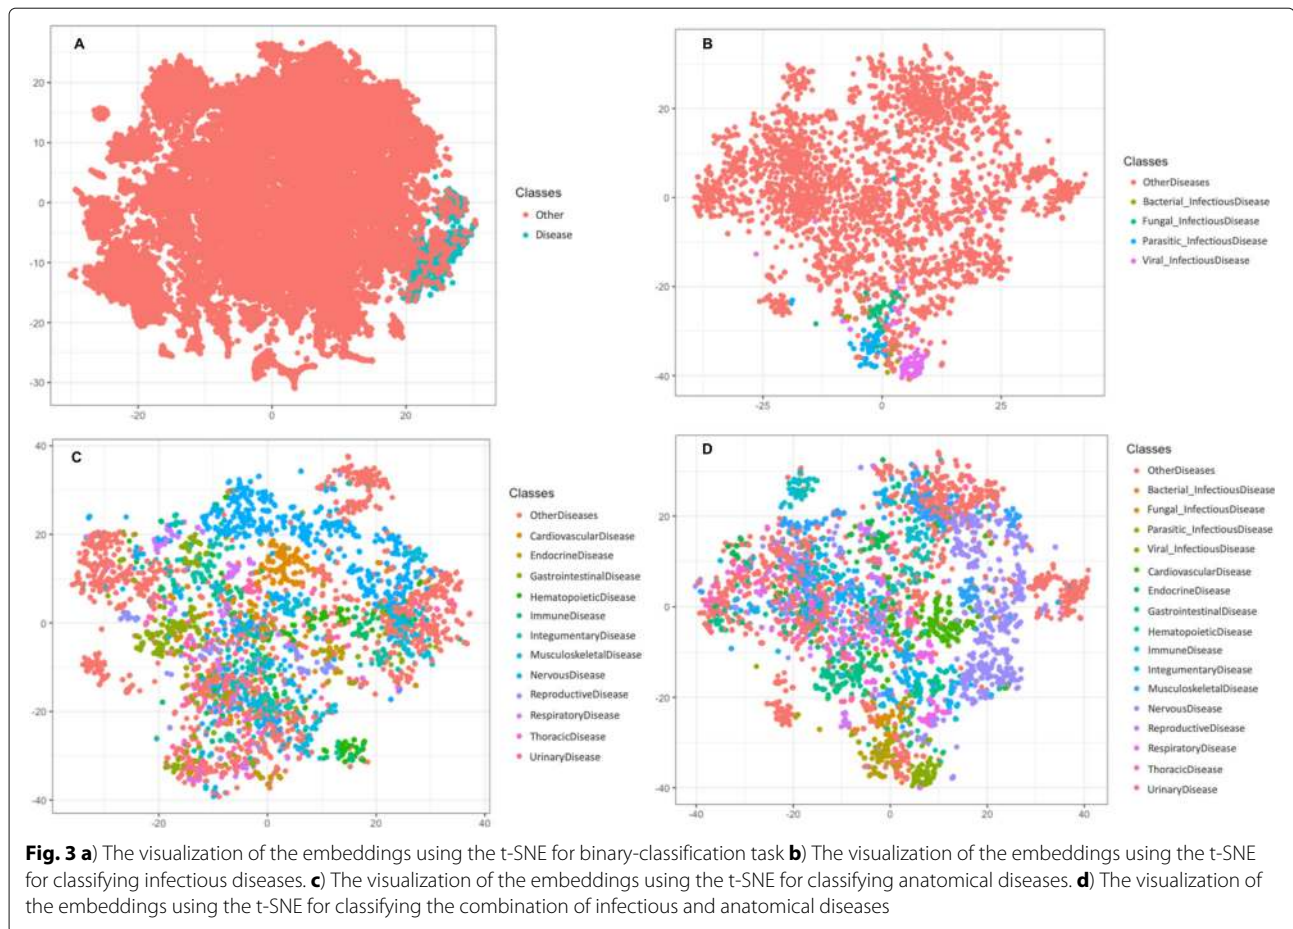 A
20
10
0
-10
-20
-30
-20
0
20
Classes
Other
Disease
B
20
0
-20
-40
-25
0
25
Classes
OtherDiseases
Bacterial_InfectiousDisease
Fungal_InfectiousDisease
Parasitic_InfectiousDisease
Viral_InfectiousDisease
C
40
20
0
-20
-40
-20
0
20
40
Classes
OtherDiseases
CardiovascularDisease
EndocrineDisease
GastrointestinalDisease
HematopoieticDisease
ImmuneDisease
IntegumentaryDisease
MusculoskeletalDisease
NervousDisease
ReproductiveDisease
RespiratoryDisease
ThoracicDisease
UrinaryDisease
D
20
0
-20
-40
-40
-20
0
20
40
Classes
OtherDiseases
Bacterial_InfectiousDisease
Fungal_InfectiousDisease
Parasitic_InfectiousDisease
Viral_InfectiousDisease
CardiovascularDisease
EndocrineDisease
GastrointestinalDisease
HematopoieticDisease
ImmuneDisease
IntegumentaryDisease
MusculoskeletalDisease
NervousDisease
ReproductiveDisease
RespiratoryDisease
ThoracicDisease
UrinaryDisease
Fig. 3 a) The visualization of the embeddings using the t-SNE for binary-classification task b) The visualization of the embeddings using the t-SNE
for classifying infectious diseases. c) The visualization of the embeddings using the t-SNE for classifying anatomical diseases. d) The visualization of
the embeddings using the t-SNE for classifying the combination of infectious and anatomical diseases